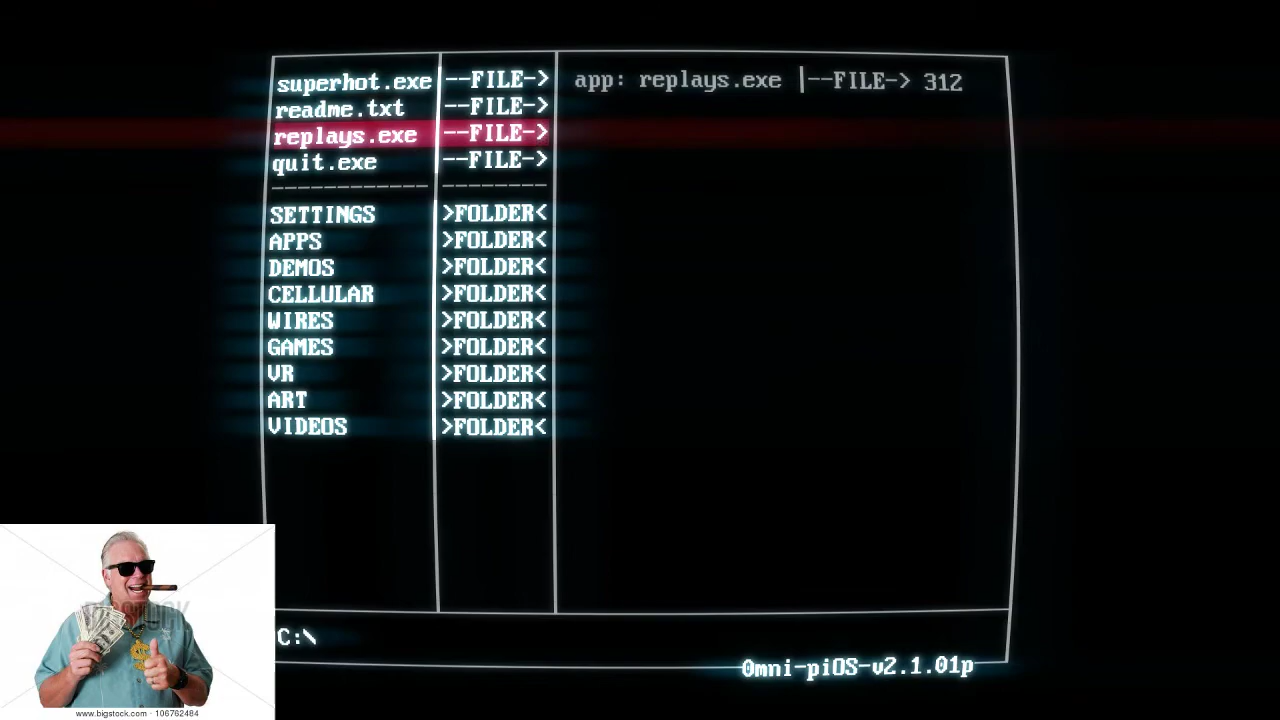 superhot.exe --FILE-> app: replays.exe |--FILE-> 312
readme.txt --FILE->
replays.exe --FILE->
quit.exe --FILE->
------------- --------
SETTINGS >FOLDER<
APPS >FOLDER<
DEMOS >FOLDER<
CELLULAR >FOLDER<
WIRES >FOLDER<
GAMES >FOLDER<
VR >FOLDER<
ART >FOLDER<
VIDEOS >FOLDER<
C:\
0mni-piOS-v2.1.01p
www.bigstock.com · 106762484